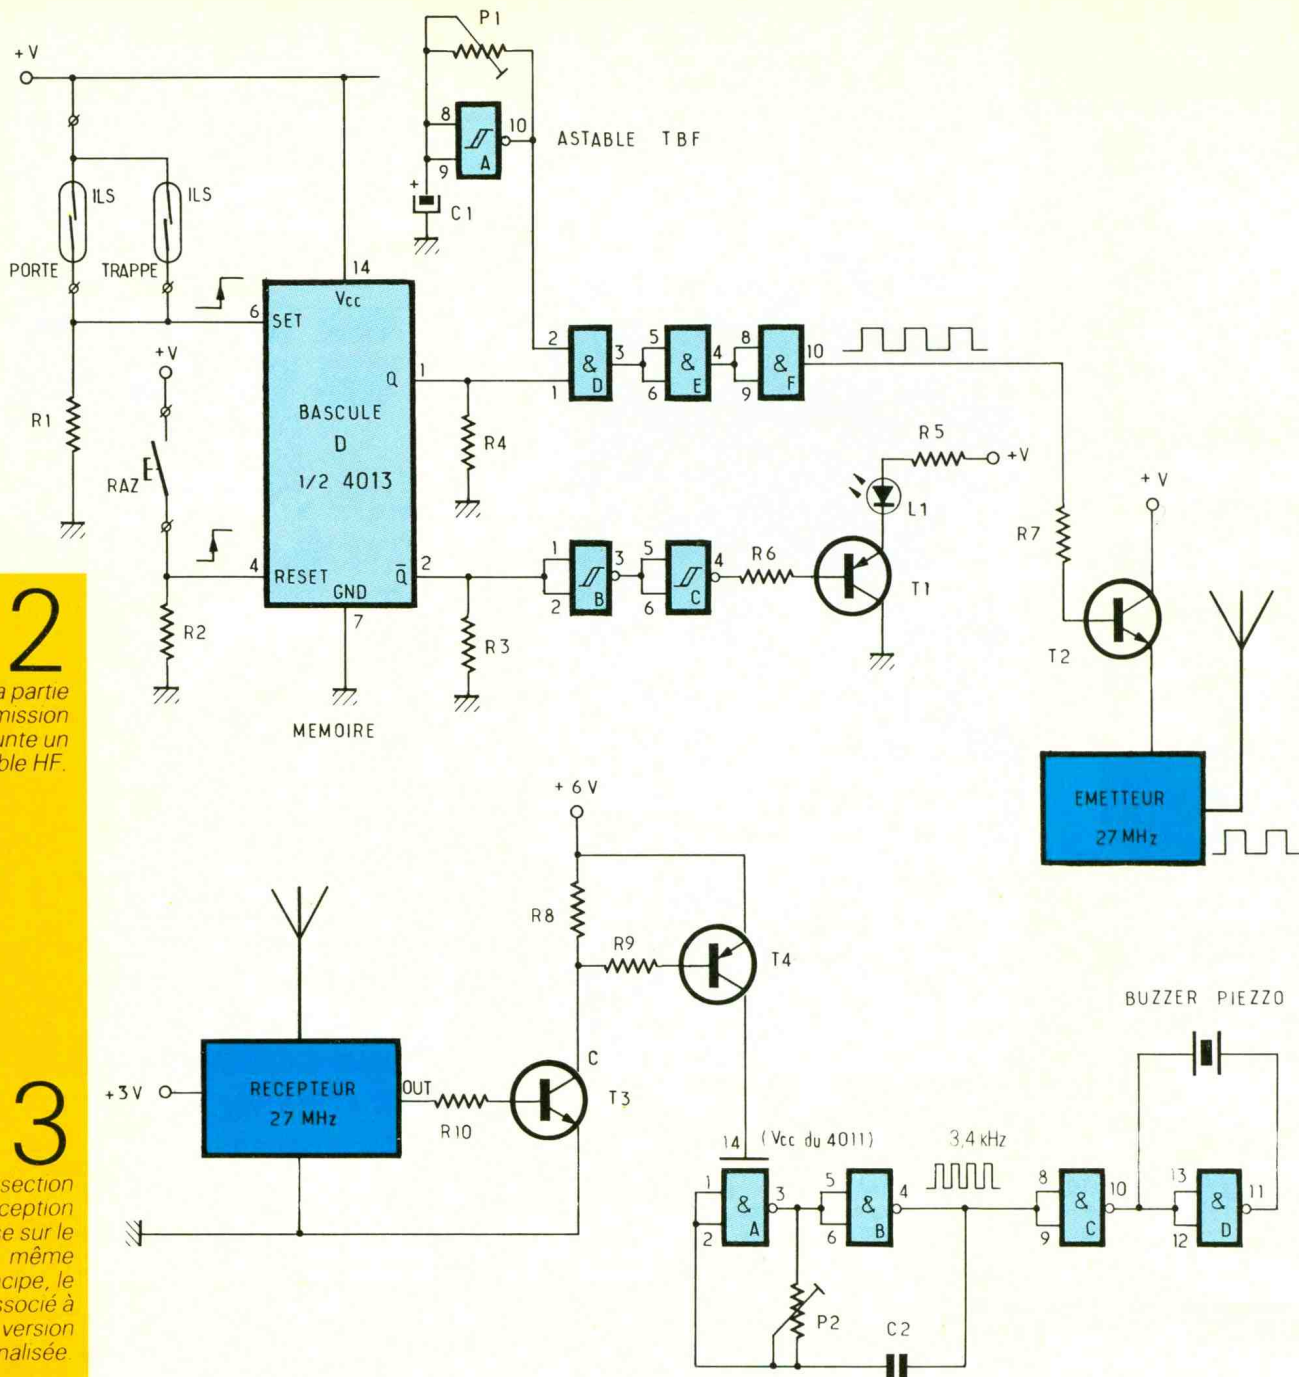 +V
P1
8
9
10
A
ASTABLE TBF
+
C1
ILS
ILS
PORTE
TRAPPE
14
Vcc
6
SET
+V
R1
RAZ
BASCULE
D
1/2 4013
Q
1
R4
2
1
&
D
3
5
6
&
E
4
8
9
&
F
10
R5
+V
L1
R7
+V
4
RESET
GND
7
Q̅
2
R2
R3
1
2
B
3
5
6
C
4
R6
T1
T2
MEMOIRE
EMETTEUR
27 MHz
2
a partie
mission
unte un
ble HF.
+ 6 V
R8
R9
T4
BUZZER PIEZZO
+3V
RECEPTEUR
27 MHz
OUT
R10
C
T3
14
(Vcc du 4011)
3,4 kHz
1
2
&
A
3
5
6
&
B
4
8
9
&
C
10
13
12
&
D
11
P2
C2
3
section
ception
se sur le
même
cipe, le
ssocié à
version
nalisée.